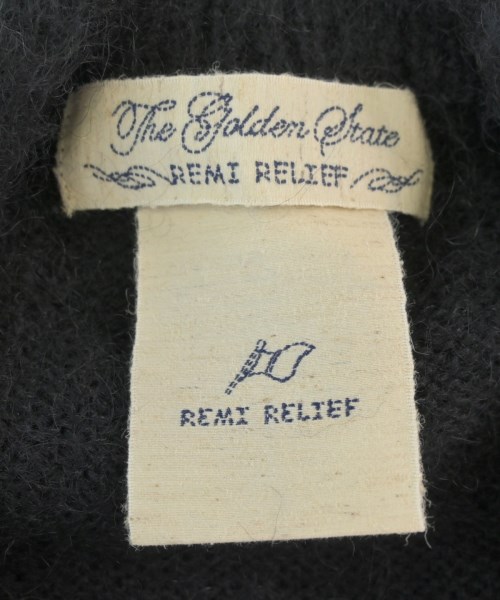 The Golden State
REMI RELIEF
REMI RELIEF